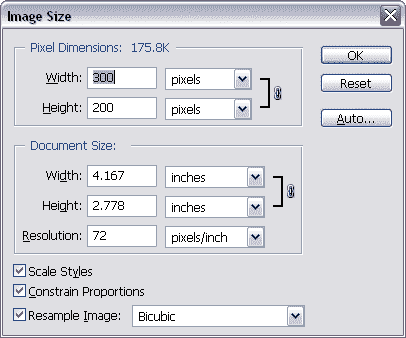 Image Size
Pixel Dimensions: 175.8K
OK
Width: 300 pixels
Reset
Height: 200 pixels
Auto...
Document Size:
Width: 4.167 inches
Height: 2.778 inches
Resolution: 72 pixels/inch
Scale Styles
Constrain Proportions
Resample Image: Bicubic